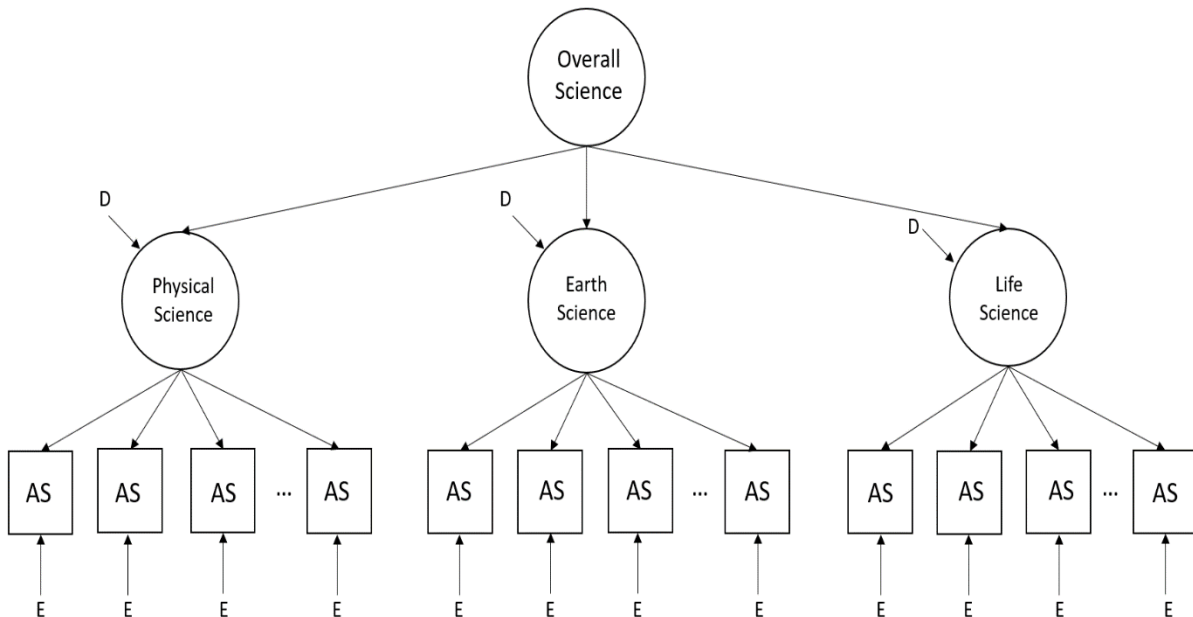 Overall
Science
D
D
D
Physical
Science
Earth
Science
Life
Science
AS AS AS ... AS AS AS AS ... AS AS AS AS ... AS
E E E E E E E E E E E E